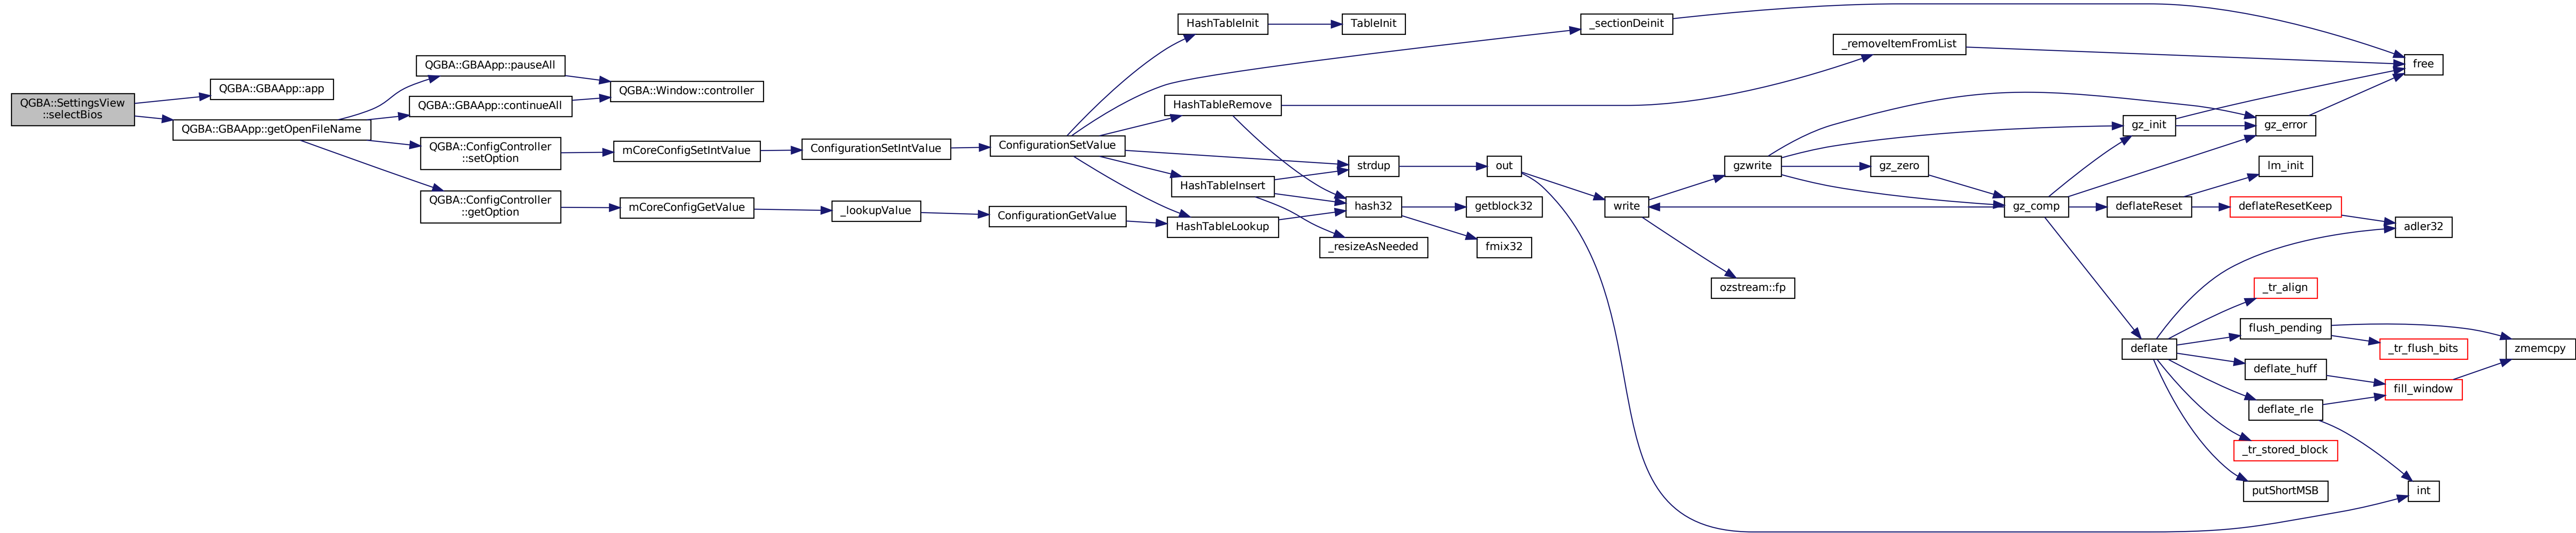 QGBA::SettingsView
::selectBios
QGBA::GBAApp::app
QGBA::GBAApp::getOpenFileName
QGBA::GBAApp::pauseAll
QGBA::GBAApp::continueAll
QGBA::ConfigController
::setOption
QGBA::ConfigController
::getOption
QGBA::Window::controller
mCoreConfigSetIntValue
mCoreConfigGetValue
ConfigurationSetIntValue
_lookupValue
ConfigurationSetValue
ConfigurationGetValue
HashTableInit
HashTableRemove
HashTableInsert
HashTableLookup
TableInit
strdup
hash32
_resizeAsNeeded
out
getblock32
fmix32
_sectionDeinit
write
_removeItemFromList
gzwrite
ozstream::fp
gz_zero
gz_comp
gz_init
deflateReset
deflate
free
gz_error
lm_init
deflateResetKeep
adler32
_tr_align
flush_pending
_tr_flush_bits
deflate_huff
fill_window
deflate_rle
_tr_stored_block
putShortMSB
int
zmemcpy